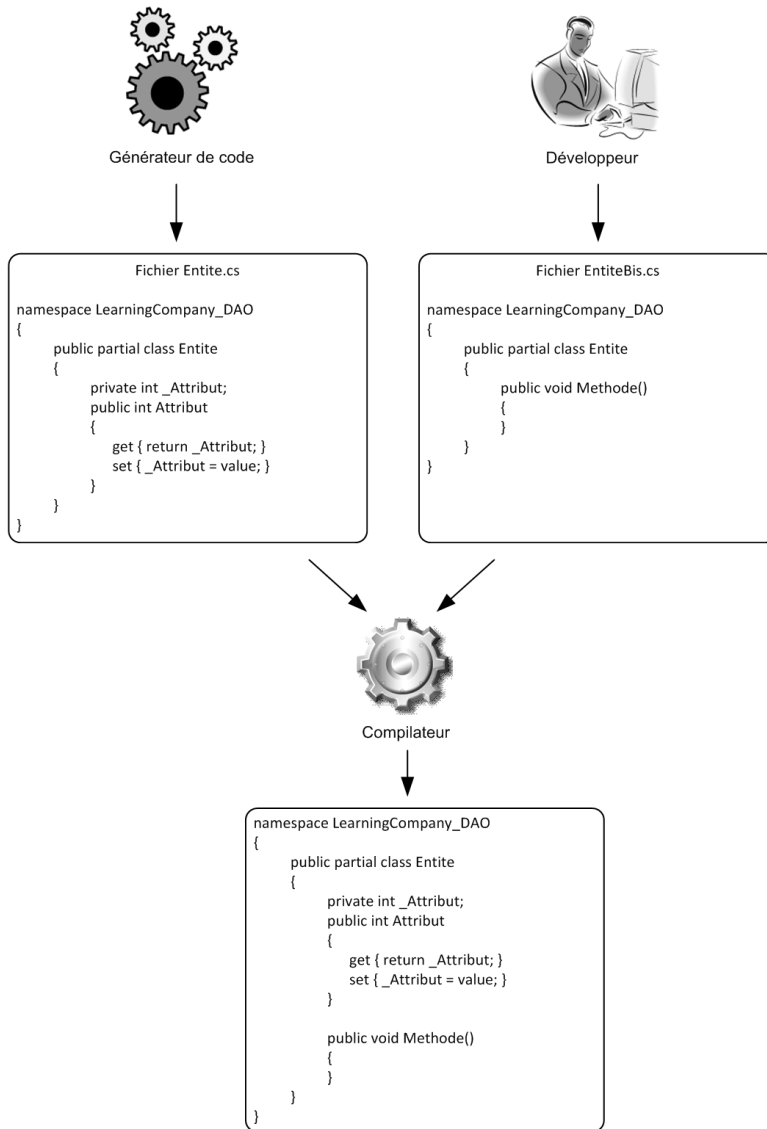 Générateur de code
Développeur
Fichier Entite.cs
namespace LearningCompany_DAO
{
public partial class Entite
{
private int _Attribut;
public int Attribut
{
get { return _Attribut; }
set { _Attribut = value; }
}
}
}
Fichier EntiteBis.cs
namespace LearningCompany_DAO
{
public partial class Entite
{
public void Methode()
{
}
}
}
Compilateur
namespace LearningCompany_DAO
{
public partial class Entite
{
private int _Attribut;
public int Attribut
{
get { return _Attribut; }
set { _Attribut = value; }
}
public void Methode()
{
}
}
}